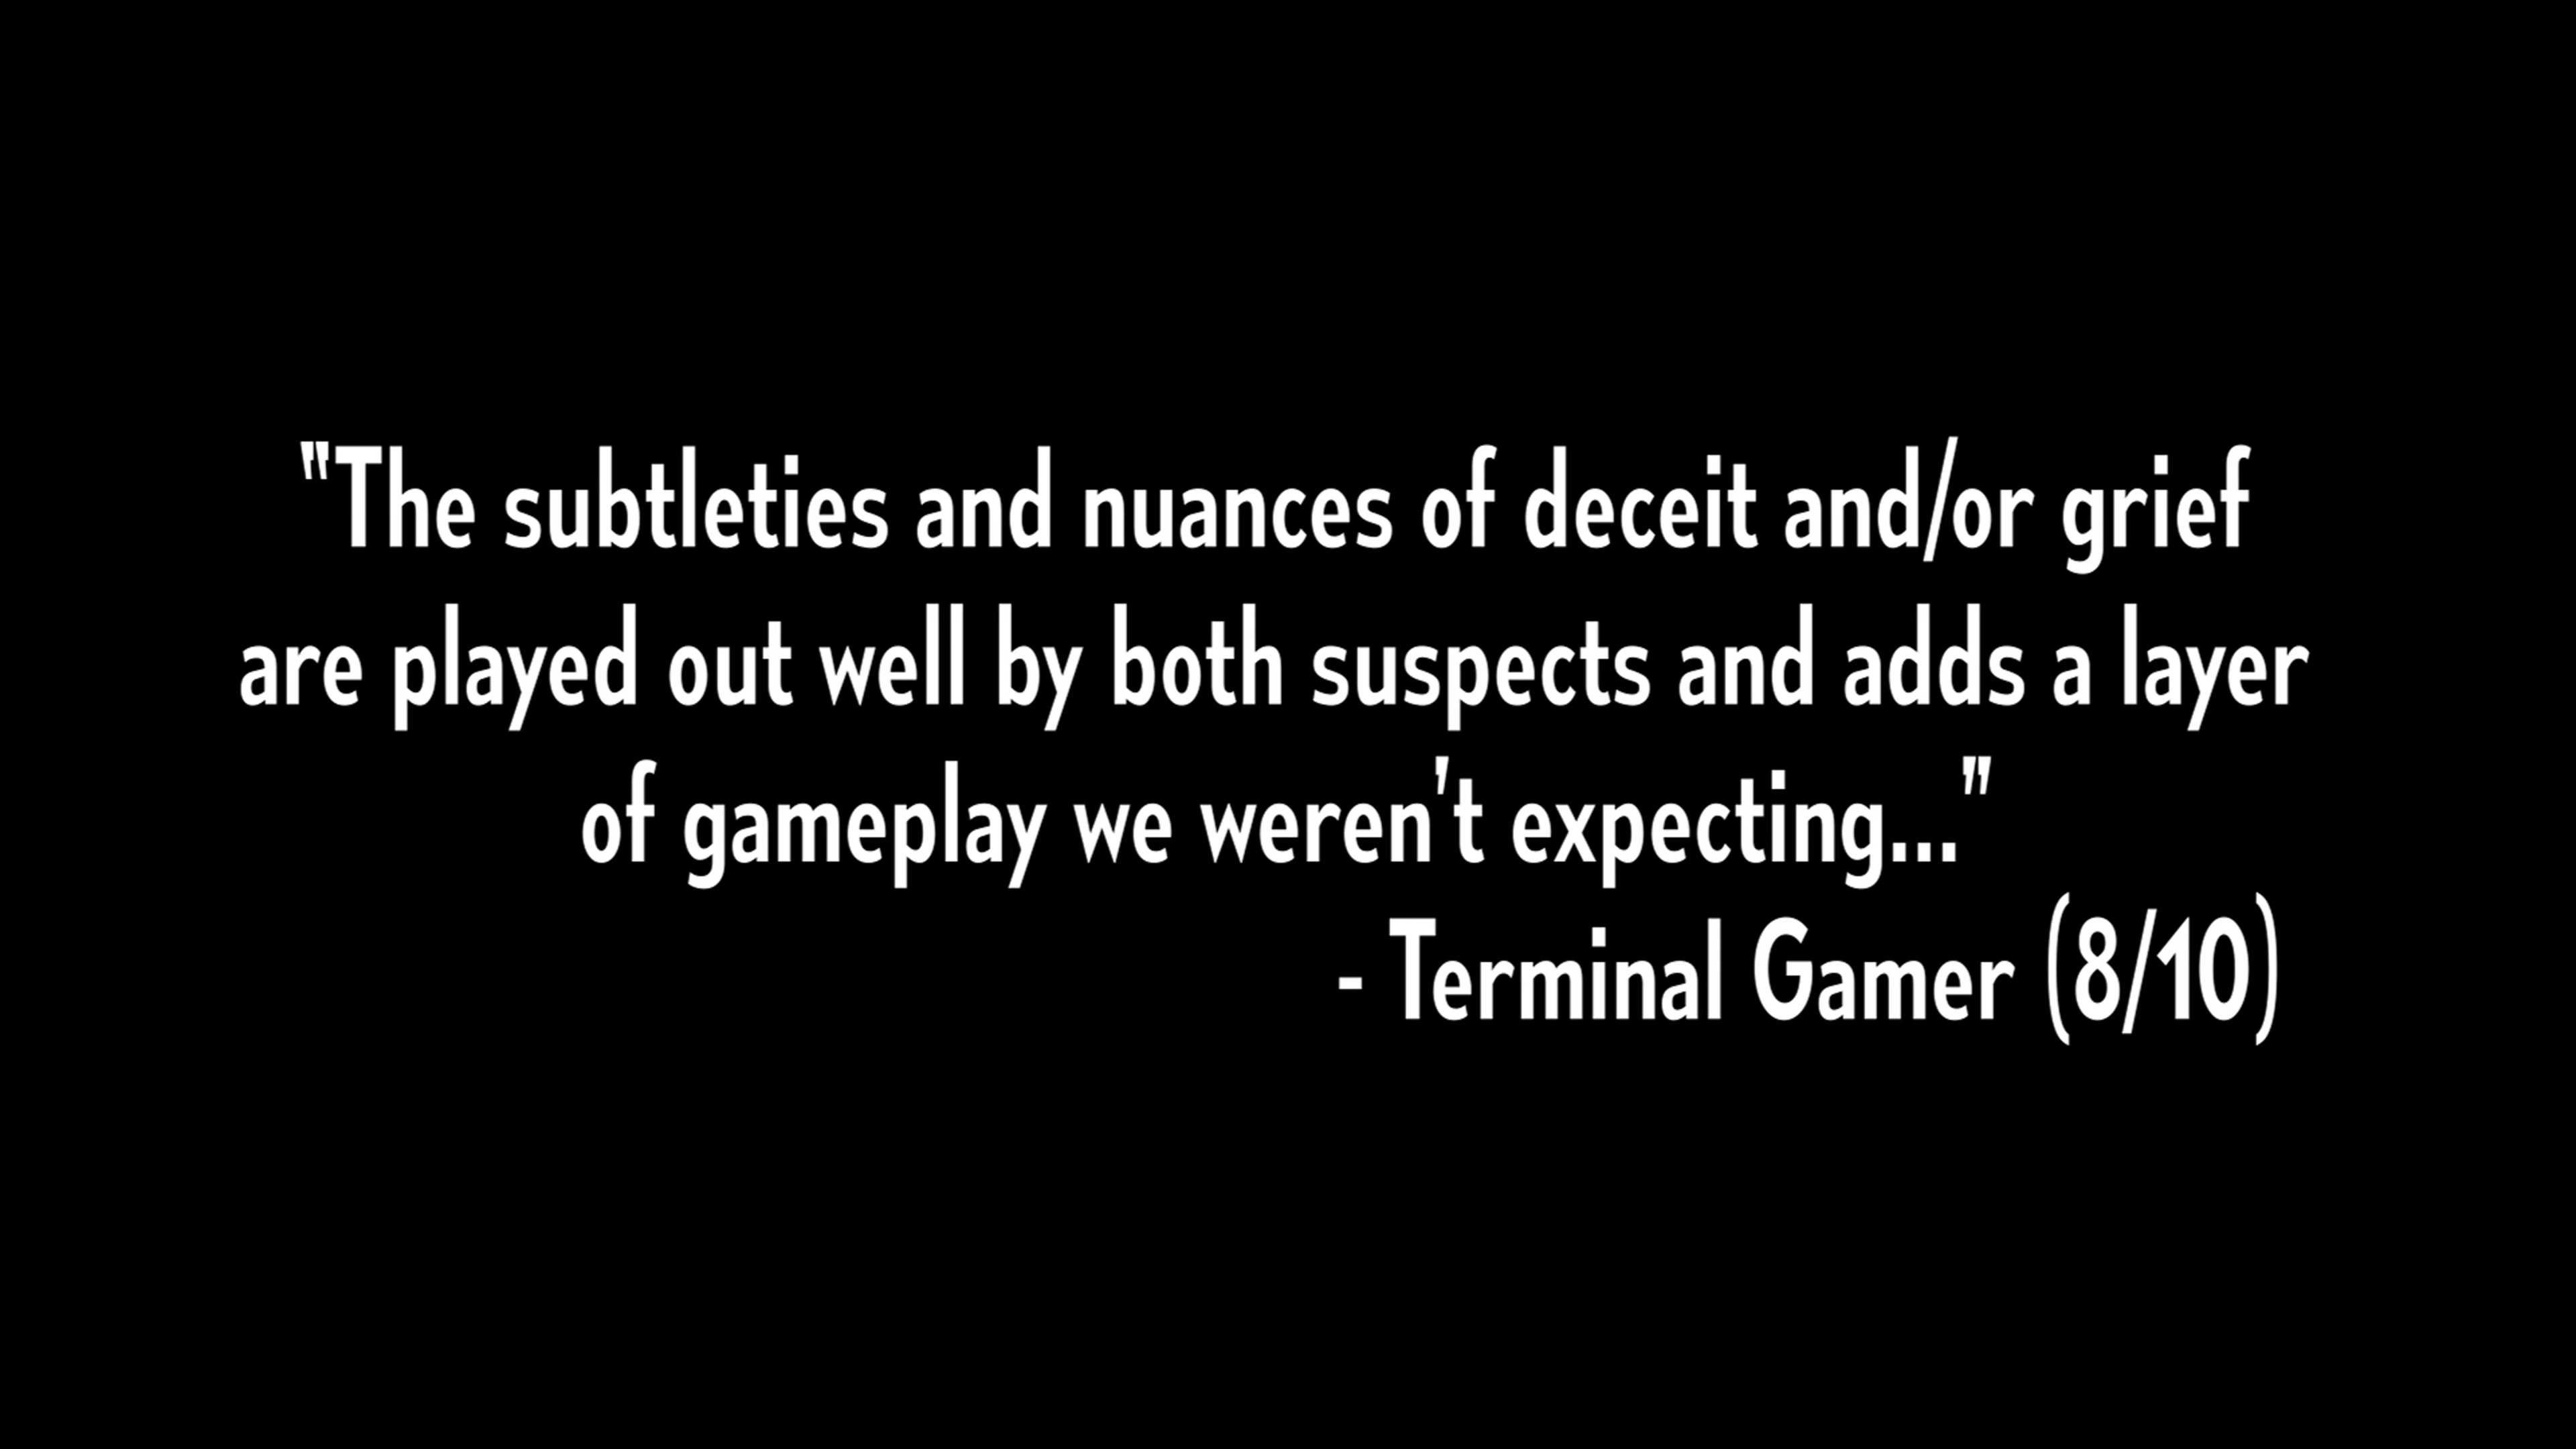 "The subtleties and nuances of deceit and/or grief
are played out well by both suspects and adds a layer
of gameplay we weren't expecting..."
- Terminal Gamer (8/10)